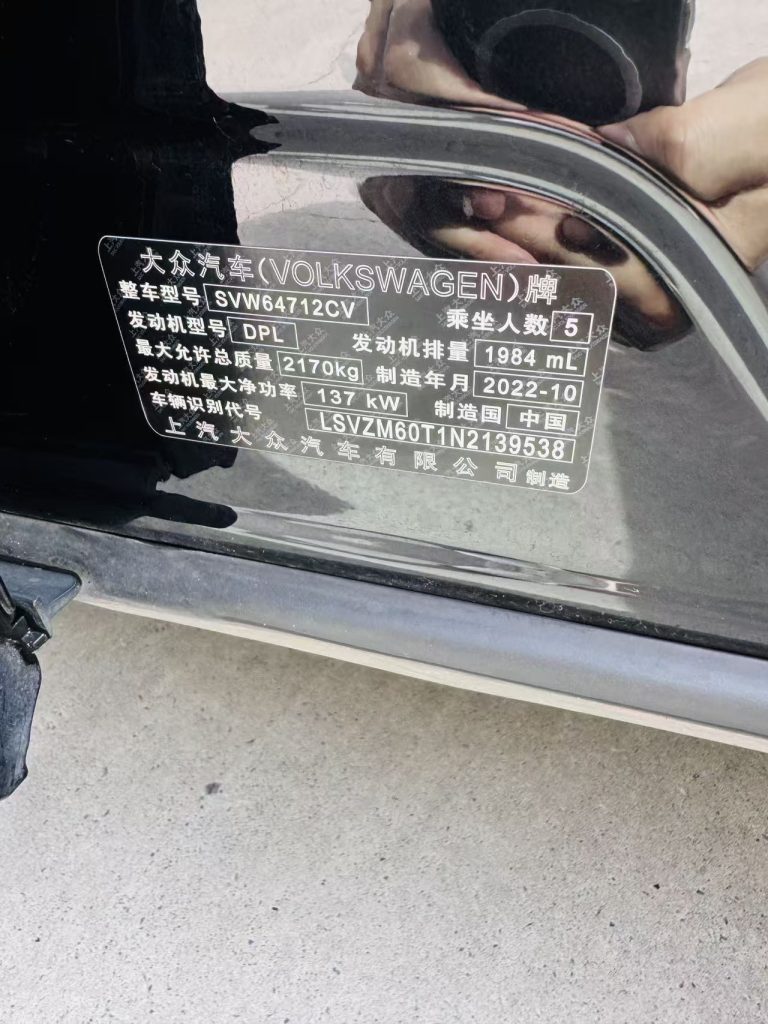 大众汽车(VOLKSWAGEN)牌
整车型号 SVW64712CV 乘坐人数 5
发动机型号 DPL 发动机排量 1984 mL
最大允许总质量 2170kg 制造年月 2022-10
发动机最大净功率 137 kW 制造国 中国
车辆识别代号 LSVZM60T1N2139538
上汽大众汽车有限公司制造